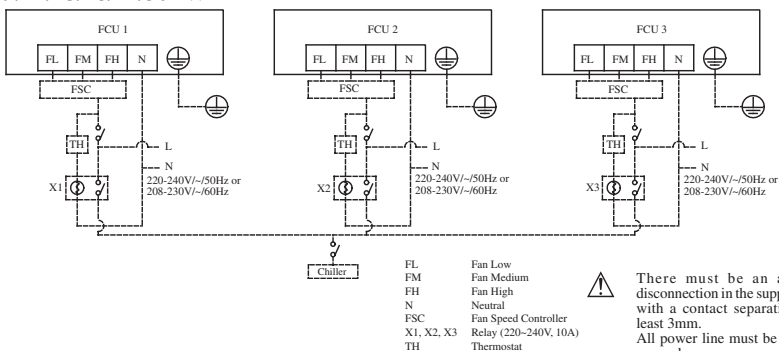 FCU 1
FL FM FH N
FSC
TH
L
N
X1
220-240V/~/50Hz or
208-230V/~/60Hz
FCU 2
FL FM FH N
FSC
TH
L
N
X2
220-240V/~/50Hz or
208-230V/~/60Hz
FCU 3
FL FM FH N
FSC
TH
L
N
X3
220-240V/~/50Hz or
208-230V/~/60Hz
Chiller
FL Fan Low
FM Fan Medium
FH Fan High
N Neutral
FSC Fan Speed Controller
X1, X2, X3 Relay (220~240V, 10A)
TH Thermostat
There must be an
disconnection in the
with a contact
least 3mm.
All power line must be